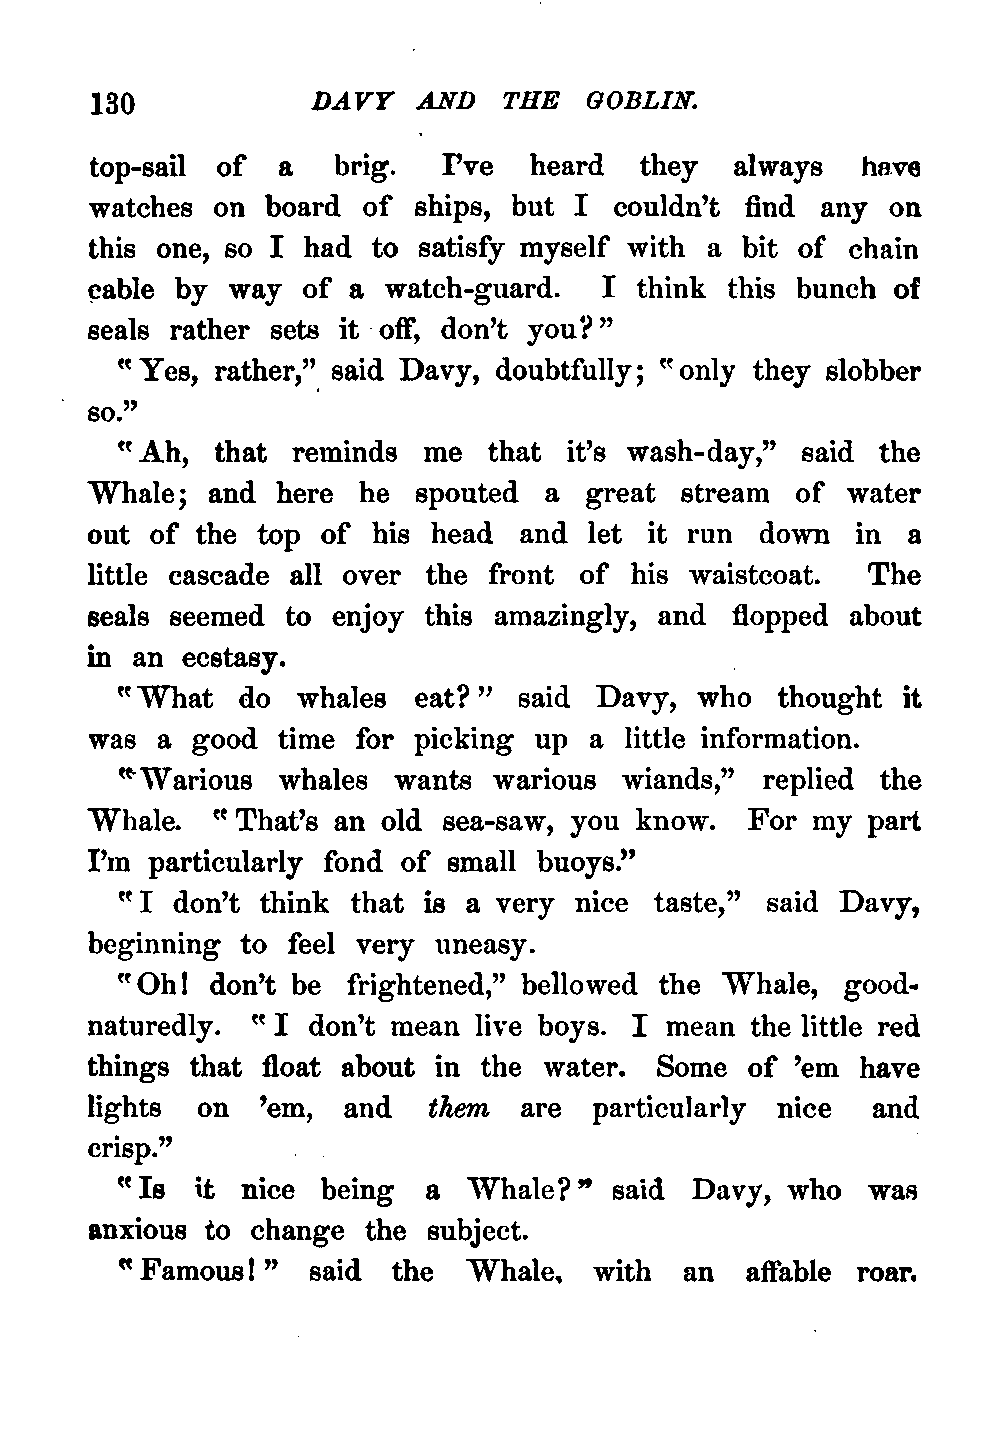 130 DAVY AND THE GOBLIN.
top-sail of a brig. I've heard they always have
watches on board of ships, but I couldn't find any on
this one, so I had to satisfy myself with a bit of chain
cable by way of a watch-guard. I think this bunch of
seals rather sets it off, don't you?"
"Yes, rather," said Davy, doubtfully; "only they slobber
so."
"Ah, that reminds me that it's wash-day," said the
Whale; and here he spouted a great stream of water
out of the top of his head and let it run down in a
little cascade all over the front of his waistcoat. The
seals seemed to enjoy this amazingly, and flopped about
in an ecstasy.
"What do whales eat?" said Davy, who thought it
was a good time for picking up a little information.
"Warious whales wants warious wiands," replied the
Whale. "That's an old sea-saw, you know. For my part
I'm particularly fond of small buoys."
"I don't think that is a very nice taste," said Davy,
beginning to feel very uneasy.
"Oh! don't be frightened," bellowed the Whale, good-
naturedly. "I don't mean live boys. I mean the little red
things that float about in the water. Some of 'em have
lights on 'em, and them are particularly nice and
crisp."
"Is it nice being a Whale?" said Davy, who was
anxious to change the subject.
"Famous!" said the Whale, with an affable roar.